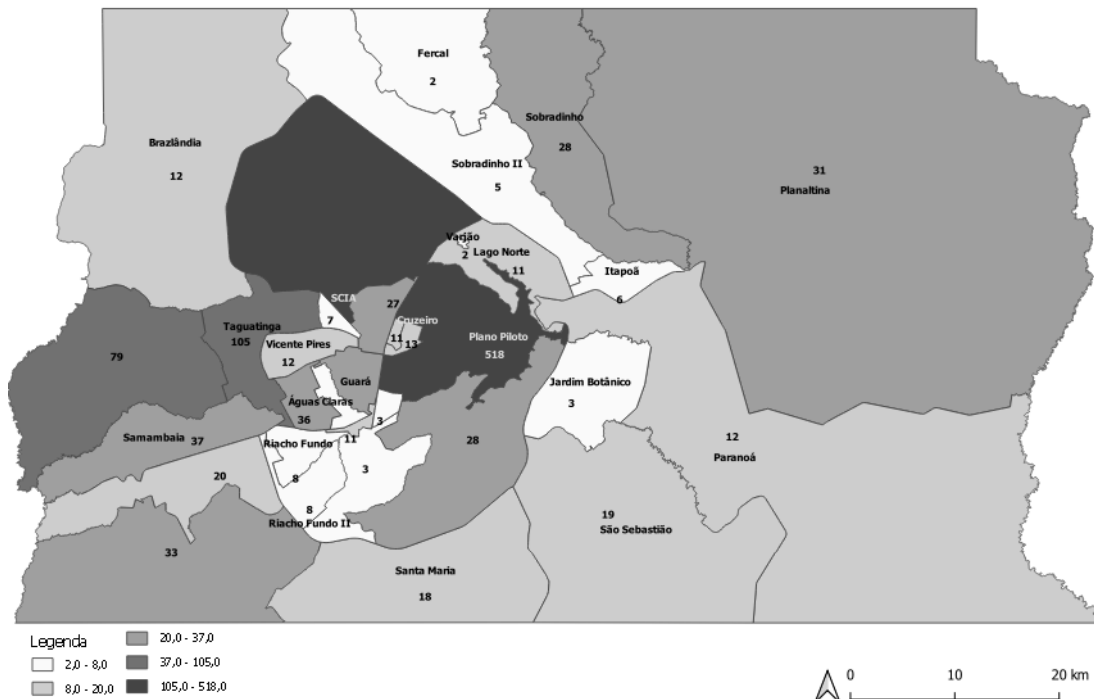 Fercal
2
Sobradinho
28
Brazlândia
12
Sobradinho II
5
31
Planaltina
Varjão
2
Lago Norte
11
Itapoã
6
SCIA
7
27
Cruzeiro
11
13
Taguatinga
105
Vicente Pires
12
Plano Piloto
518
79
Guará
Jardim Botânico
3
Águas Claras
36
3
Samambaia
37
11
28
12
Paranoá
Riacho Fundo
8
3
20
8
Riacho Fundo II
19
São Sebastião
33
Santa Maria
18
Legenda
2,0 - 8,0
8,0 - 20,0
20,0 - 37,0
37,0 - 105,0
105,0 - 518,0
0 10 20 km